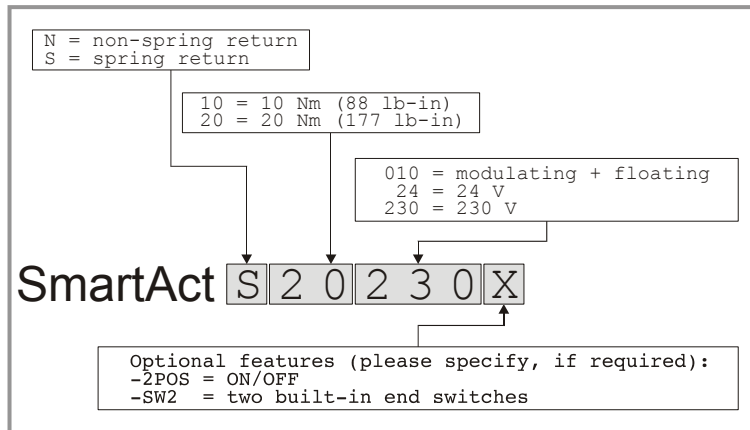 N = non-spring return
S = spring return
10 = 10 Nm (88 lb-in)
20 = 20 Nm (177 lb-in)
010 = modulating + floating
24 = 24 V
230 = 230 V
SmartAct S 2 0 2 3 0 X
Optional features (please specify, if required):
-2POS = ON/OFF
-SW2 = two built-in end switches